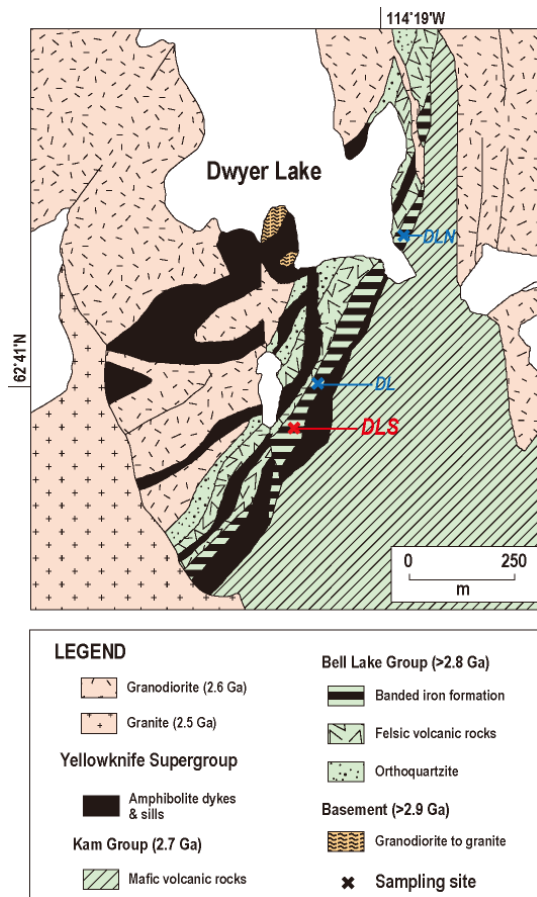 114°19'W
Dwyer Lake
DLN
62°41'N
DL
DLS
0 250
m
LEGEND
Granodiorite (2.6 Ga)
Granite (2.5 Ga)
Yellowknife Supergroup
Amphibolite dykes
& sills
Kam Group (2.7 Ga)
Mafic volcanic rocks
Bell Lake Group (>2.8 Ga)
Banded iron formation
Felsic volcanic rocks
Orthoquartzite
Basement (>2.9 Ga)
Granodiorite to granite
Sampling site